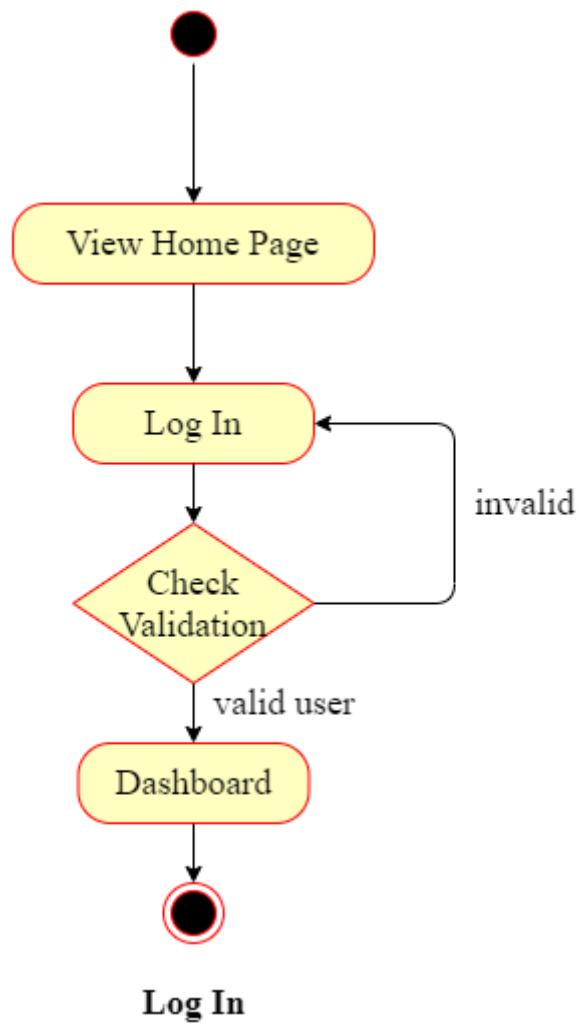 View Home Page
Log In
invalid
Check
Validation
valid user
Dashboard
Log In